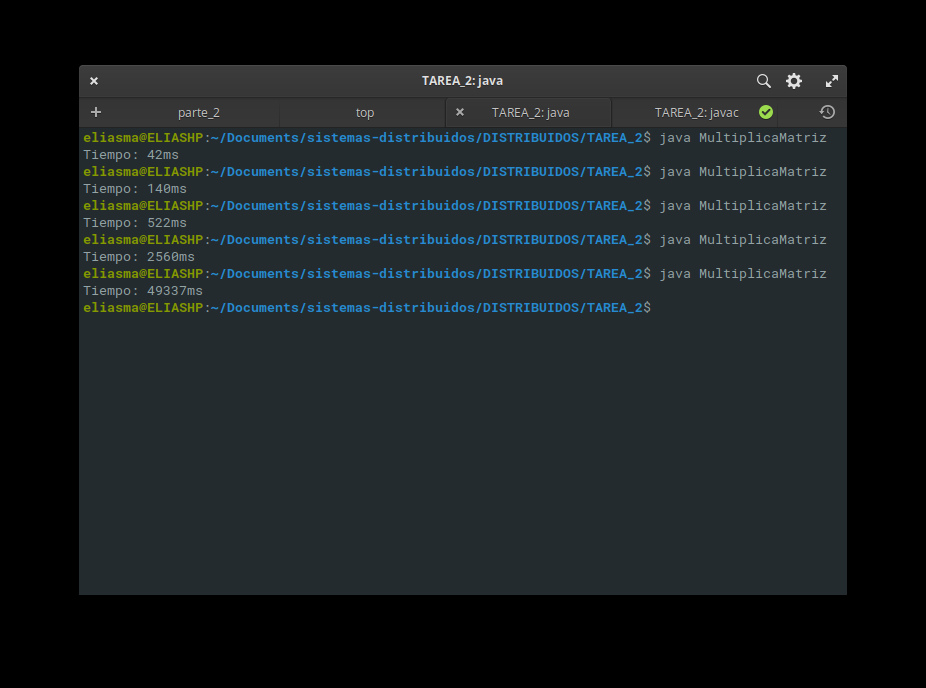 TAREA_2: java
parte_2
top
TAREA_2: java
TAREA_2: javac
eliasma@ELIASHP:~/Documents/sistemas-distribuidos/DISTRIBUIDOS/TAREA_2$ java MultiplicaMatriz
Tiempo: 42ms
eliasma@ELIASHP:~/Documents/sistemas-distribuidos/DISTRIBUIDOS/TAREA_2$ java MultiplicaMatriz
Tiempo: 140ms
eliasma@ELIASHP:~/Documents/sistemas-distribuidos/DISTRIBUIDOS/TAREA_2$ java MultiplicaMatriz
Tiempo: 522ms
eliasma@ELIASHP:~/Documents/sistemas-distribuidos/DISTRIBUIDOS/TAREA_2$ java MultiplicaMatriz
Tiempo: 2560ms
eliasma@ELIASHP:~/Documents/sistemas-distribuidos/DISTRIBUIDOS/TAREA_2$ java MultiplicaMatriz
Tiempo: 49337ms
eliasma@ELIASHP:~/Documents/sistemas-distribuidos/DISTRIBUIDOS/TAREA_2$